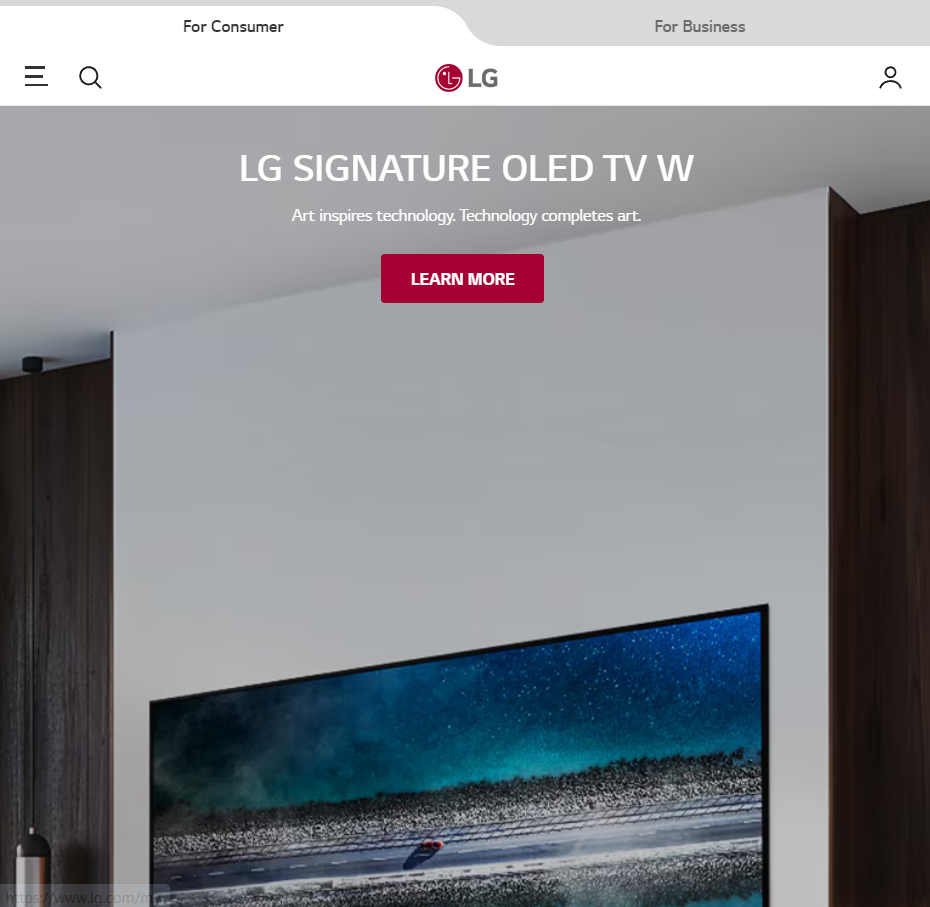 For Consumer
For Business
LG
LG SIGNATURE OLED TV W
Art inspires technology. Technology completes art.
LEARN MORE
https://www.lg.com/my